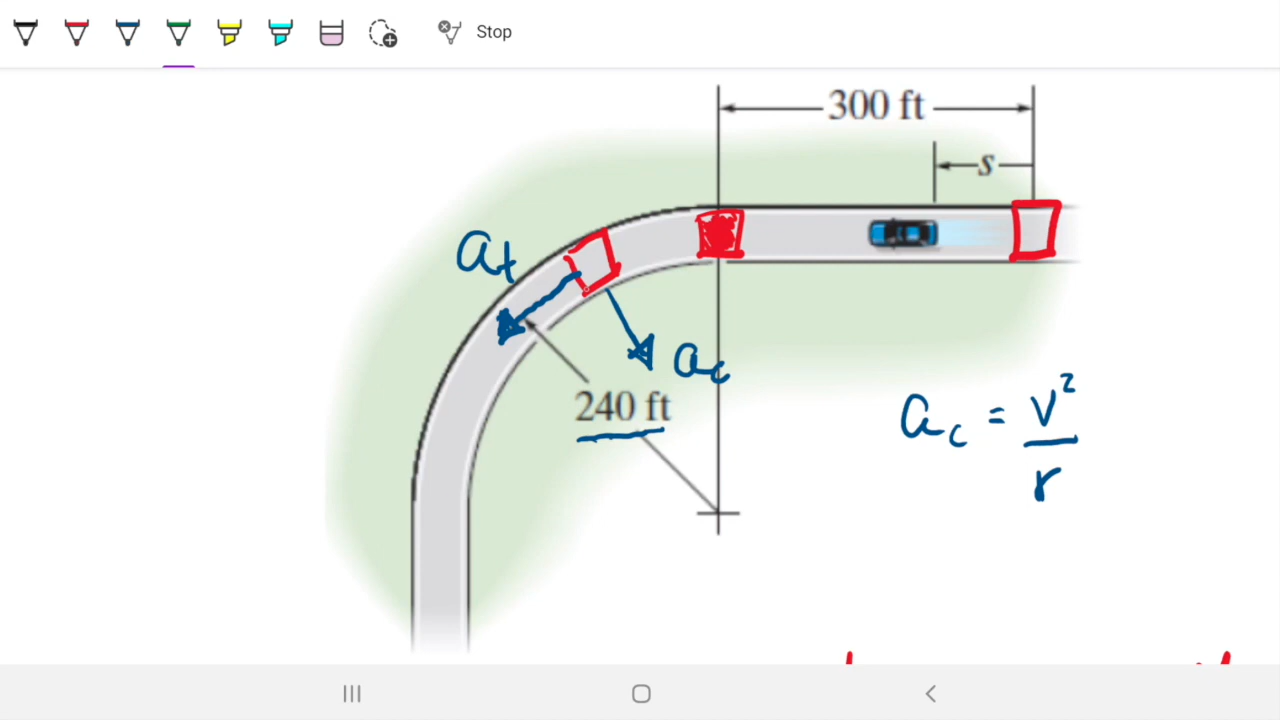 Stop
300 ft
s
at
ac
240 ft
ac = v²/r